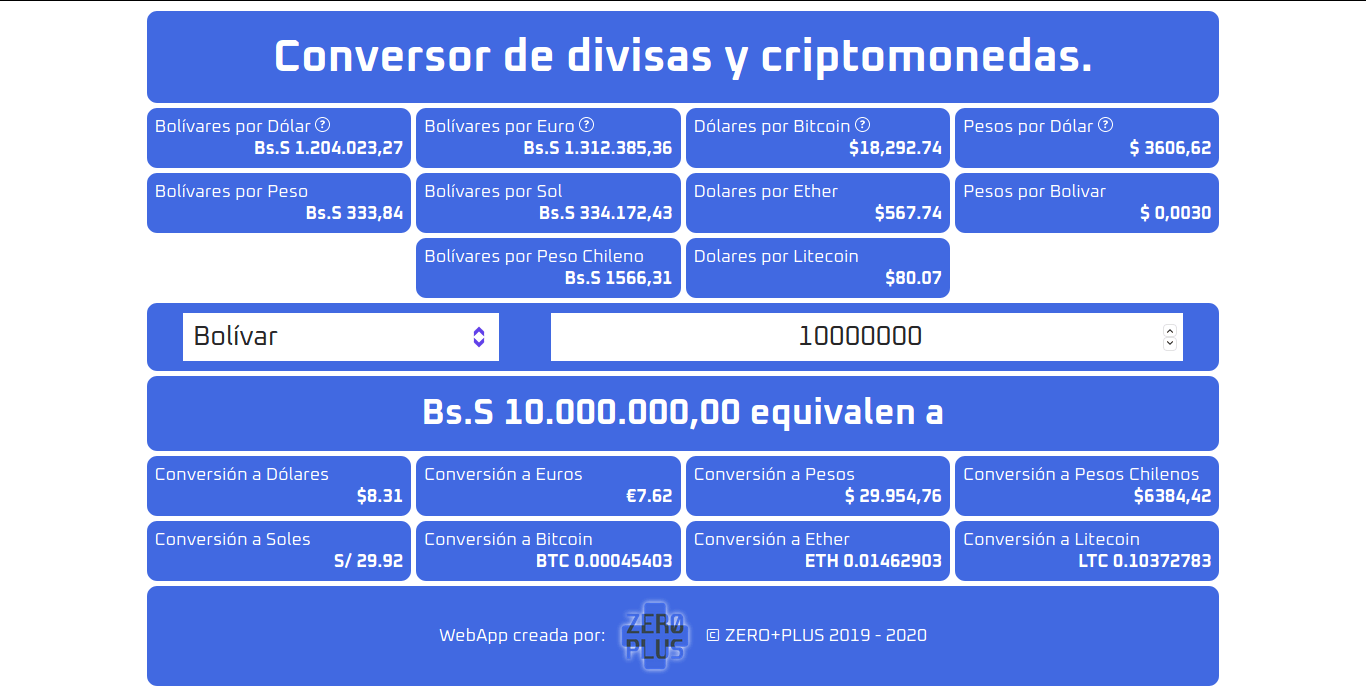 Conversor de divisas y criptomonedas.
Bolívares por Dólar ?
Bs.S 1.204.023,27
Bolívares por Euro ?
Bs.S 1.312.385,36
Dólares por Bitcoin ?
$18,292.74
Pesos por Dólar ?
$ 3606,62
Bolívares por Peso
Bs.S 333,84
Bolívares por Sol
Bs.S 334.172,43
Dolares por Ether
$567.74
Pesos por Bolivar
$ 0,0030
Bolívares por Peso Chileno
Bs.S 1566,31
Dolares por Litecoin
$80.07
Bolívar
10000000
Bs.S 10.000.000,00 equivalen a
Conversión a Dólares
$8.31
Conversión a Euros
€7.62
Conversión a Pesos
$ 29.954,76
Conversión a Pesos Chilenos
$6384,42
Conversión a Soles
S/ 29.92
Conversión a Bitcoin
BTC 0.00045403
Conversión a Ether
ETH 0.01462903
Conversión a Litecoin
LTC 0.10372783
WebApp creada por:
ZERO
PLUS
© ZERO+PLUS 2019 - 2020